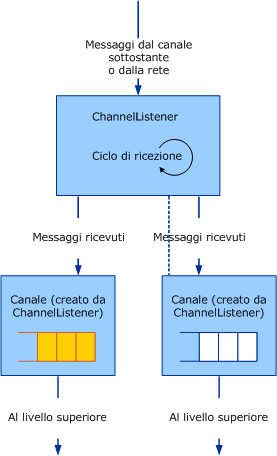 Messaggi dal canale
sottostante
o dalla rete
ChannelListener
Ciclo di ricezione
Messaggi ricevuti
Messaggi ricevuti
Canale (creato da
ChannelListener)
Canale (creato da
ChannelListener)
Al livello superiore
Al livello superiore